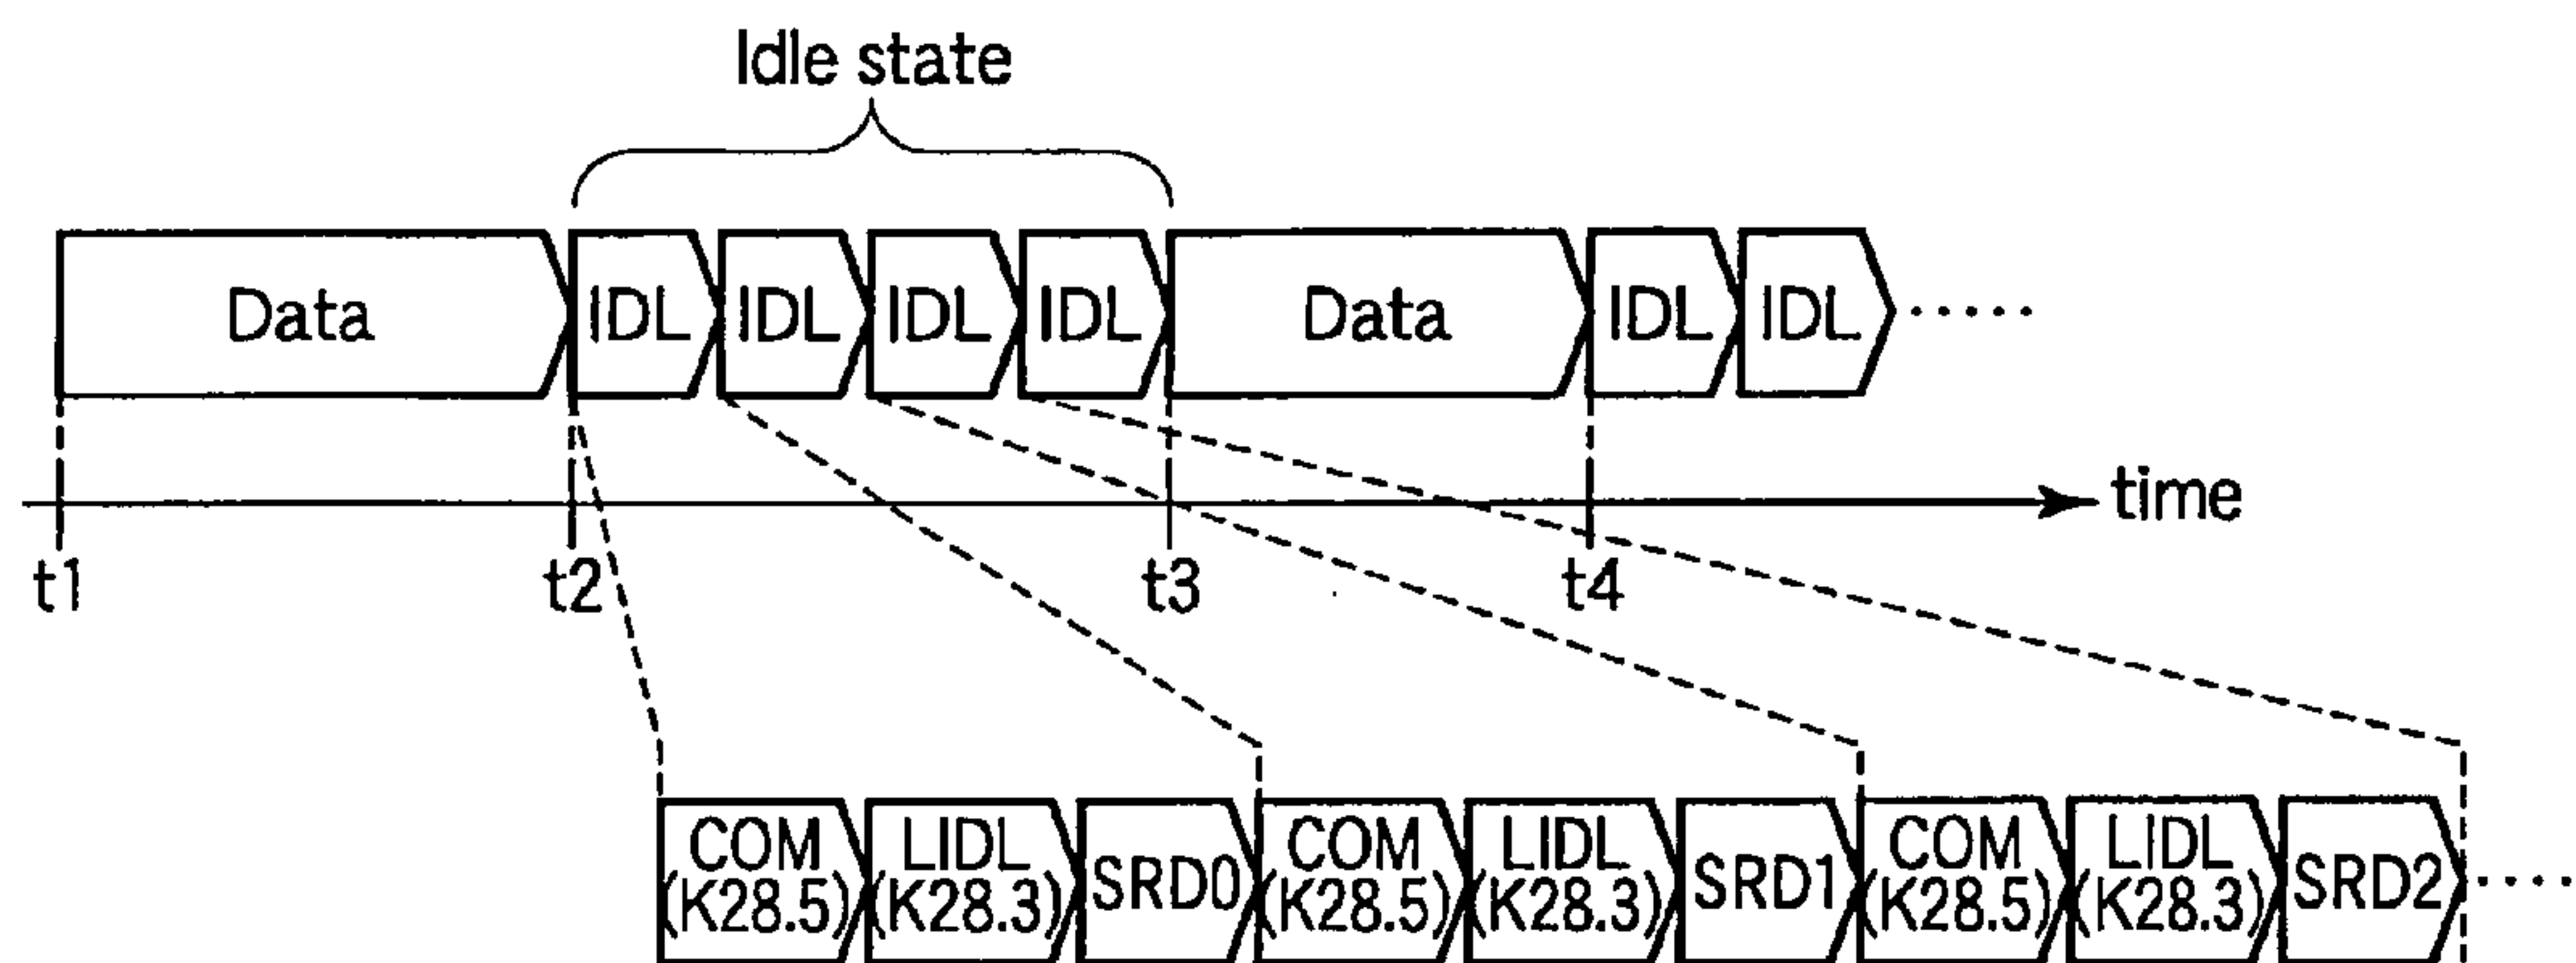 Idle state
Data IDL IDL IDL IDL Data IDL IDL ·····
time
t1 t2 t3 t4
COM LIDL COM LIDL COM LIDL
(K28.5) (K28.3) SRD0 (K28.5) (K28.3) SRD1 (K28.5) (K28.3) SRD2 ····